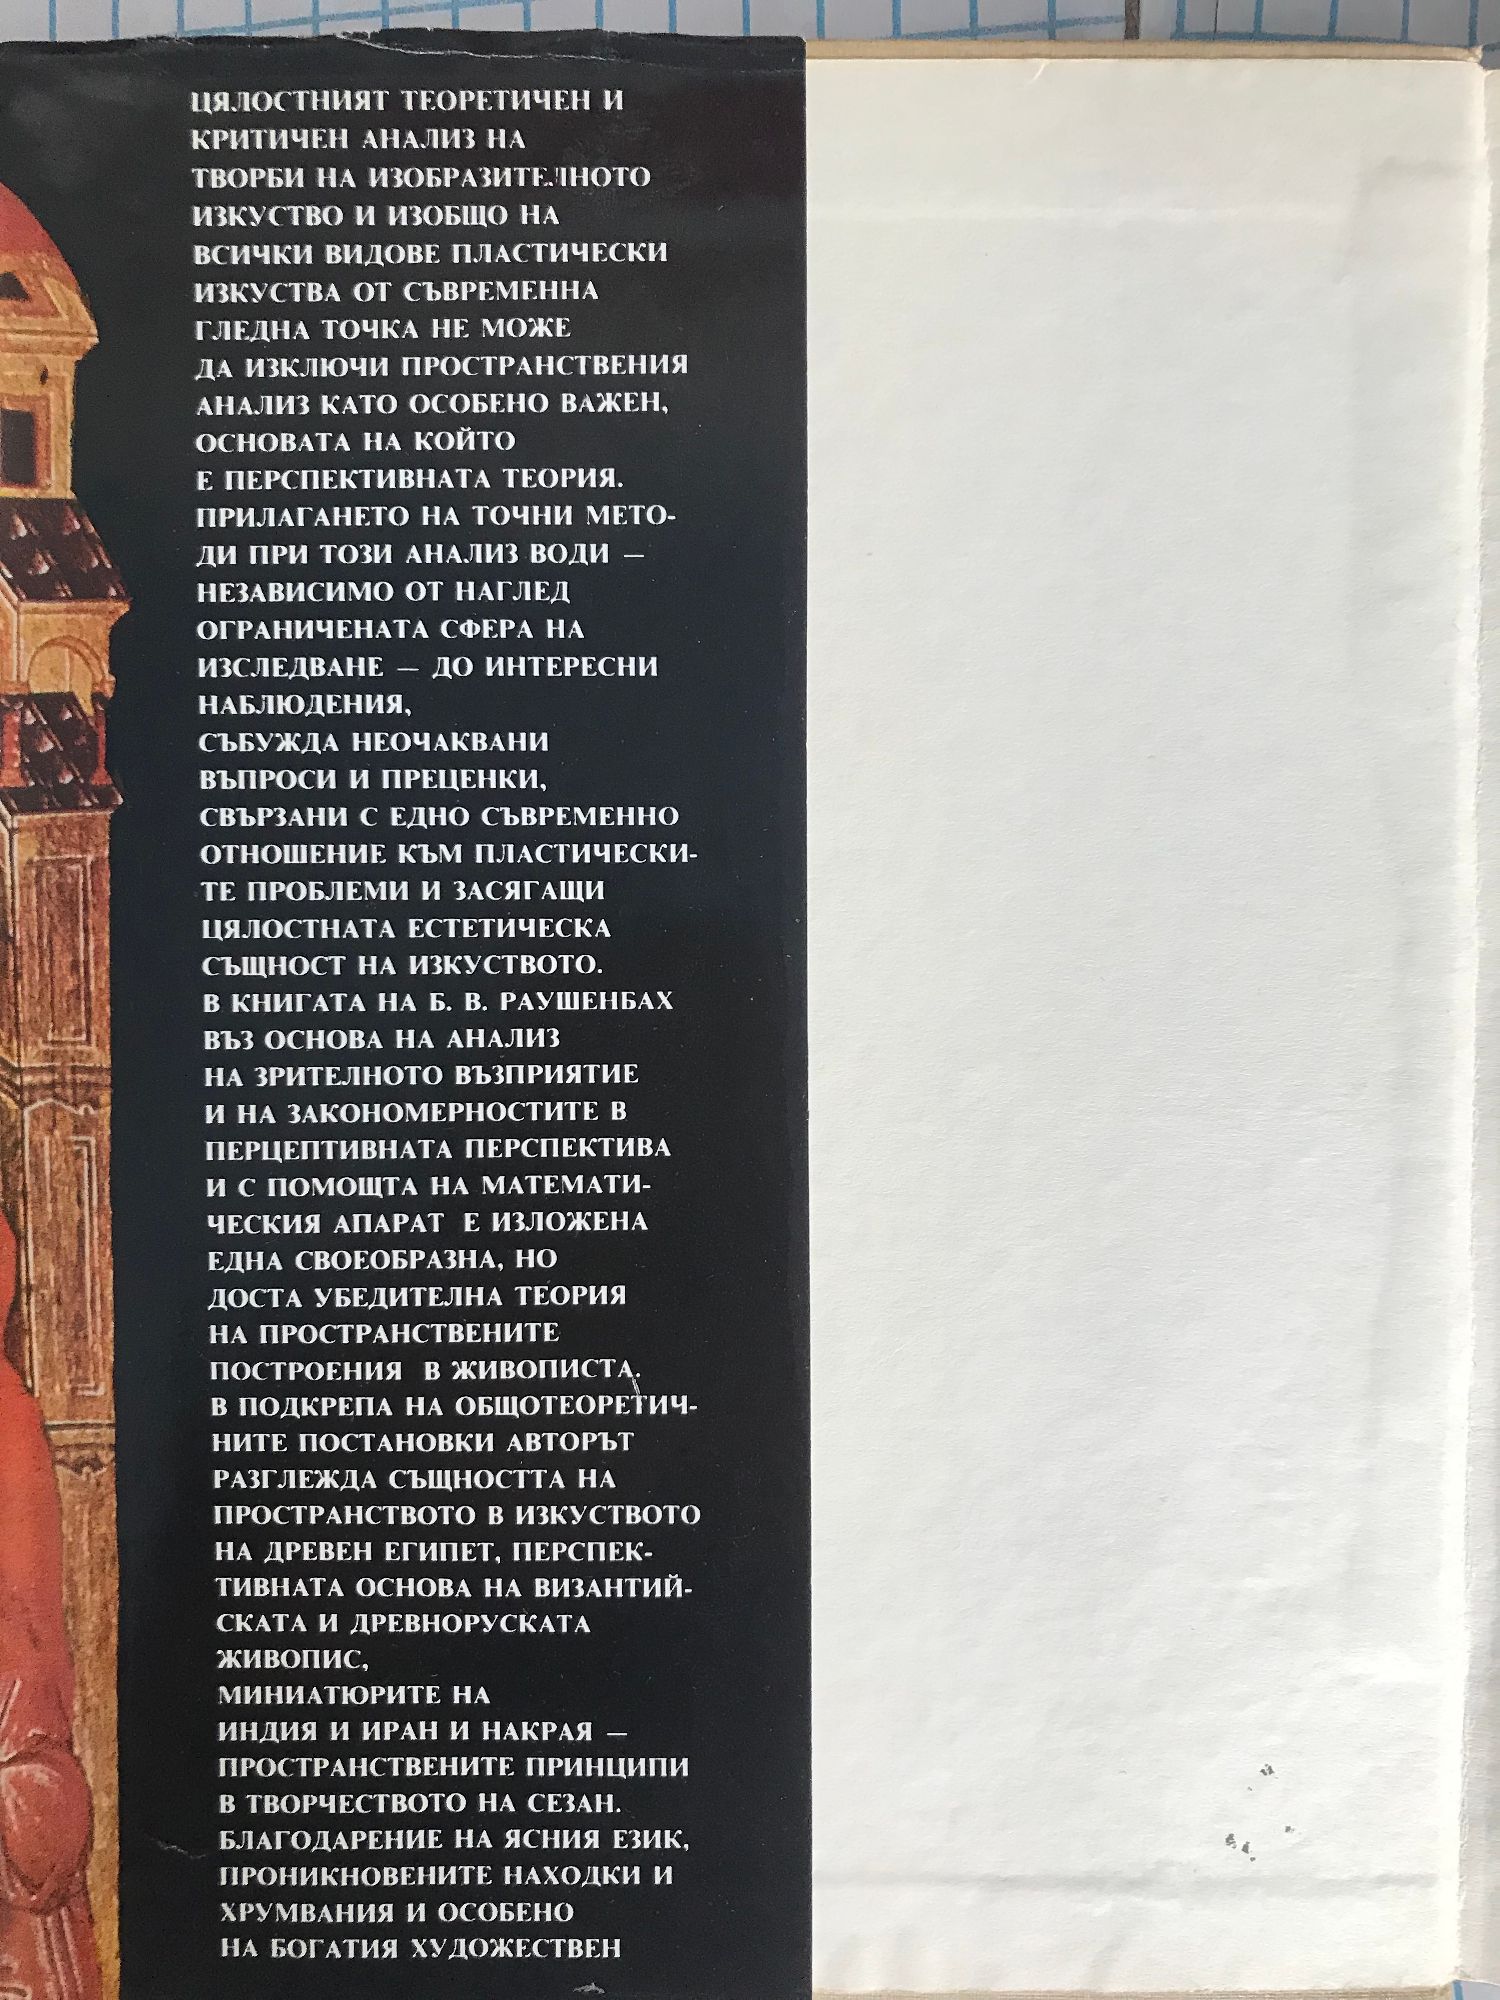 ЦЯЛОСТНИЯТ ТЕОРЕТИЧЕН И
КРИТИЧЕН АНАЛИЗ НА
ТВОРБИ НА ИЗОБРАЗИТЕЛНОТО
ИЗКУСТВО И ИЗОБЩО НА
ВСИЧКИ ВИДОВЕ ПЛАСТИЧЕСКИ
ИЗКУСТВА ОТ СЪВРЕМЕННА
ГЛЕДНА ТОЧКА НЕ МОЖЕ
ДА ИЗКЛЮЧИ ПРОСТРАНСТВЕНИЯ
АНАЛИЗ КАТО ОСОБЕНО ВАЖЕН,
ОСНОВАТА НА КОЙТО
Е ПЕРСПЕКТИВНАТА ТЕОРИЯ.
ПРИЛАГАНЕТО НА ТОЧНИ МЕТО-
ДИ ПРИ ТОЗИ АНАЛИЗ ВОДИ —
НЕЗАВИСИМО ОТ НАГЛЕД
ОГРАНИЧЕНАТА СФЕРА НА
ИЗСЛЕДВАНЕ — ДО ИНТЕРЕСНИ
НАБЛЮДЕНИЯ,
СЪБУЖДА НЕОЧАКВАНИ
ВЪПРОСИ И ПРЕЦЕНКИ,
СВЪРЗАНИ С ЕДНО СЪВРЕМЕННО
ОТНОШЕНИЕ КЪМ ПЛАСТИЧЕСКИ-
ТЕ ПРОБЛЕМИ И ЗАСЯГАЩИ
ЦЯЛОСТНАТА ЕСТЕТИЧЕСКА
СЪЩНОСТ НА ИЗКУСТВОТО.
В КНИГАТА НА Б. В. РАУШЕНБАХ
ВЪЗ ОСНОВА НА АНАЛИЗ
НА ЗРИТЕЛНОТО ВЪЗПРИЯТИЕ
И НА ЗАКОНОМЕРНОСТИТЕ В
ПЕРЦЕПТИВНАТА ПЕРСПЕКТИВА
И С ПОМОЩТА НА МАТЕМАТИ-
ЧЕСКИЯ АПАРАТ Е ИЗЛОЖЕНА
ЕДНА СВОЕОБРАЗНА, НО
ДОСТА УБЕДИТЕЛНА ТЕОРИЯ
НА ПРОСТРАНСТВЕНИТЕ
ПОСТРОЕНИЯ В ЖИВОПИСТА.
В ПОДКРЕПА НА ОБЩОТЕОРЕТИЧ-
НИТЕ ПОСТАНОВКИ АВТОРЪТ
РАЗГЛЕЖДА СЪЩНОСТТА НА
ПРОСТРАНСТВОТО В ИЗКУСТВОТО
НА ДРЕВЕН ЕГИПЕТ, ПЕРСПЕК-
ТИВНАТА ОСНОВА НА ВИЗАНТИЙ-
СКАТА И ДРЕВНОРУСКАТА
ЖИВОПИС,
МИНИАТЮРИТЕ НА
ИНДИЯ И ИРАН И НАКРАЯ —
ПРОСТРАНСТВЕНИТЕ ПРИНЦИПИ
В ТВОРЧЕСТВОТО НА СЕЗАН.
БЛАГОДАРЕНИЕ НА ЯСНИЯ ЕЗИК,
ПРОНИКНОВЕНИТЕ НАХОДКИ И
ХРУМВАНИЯ И ОСОБЕНО
НА БОГАТИЯ ХУДОЖЕСТВЕН